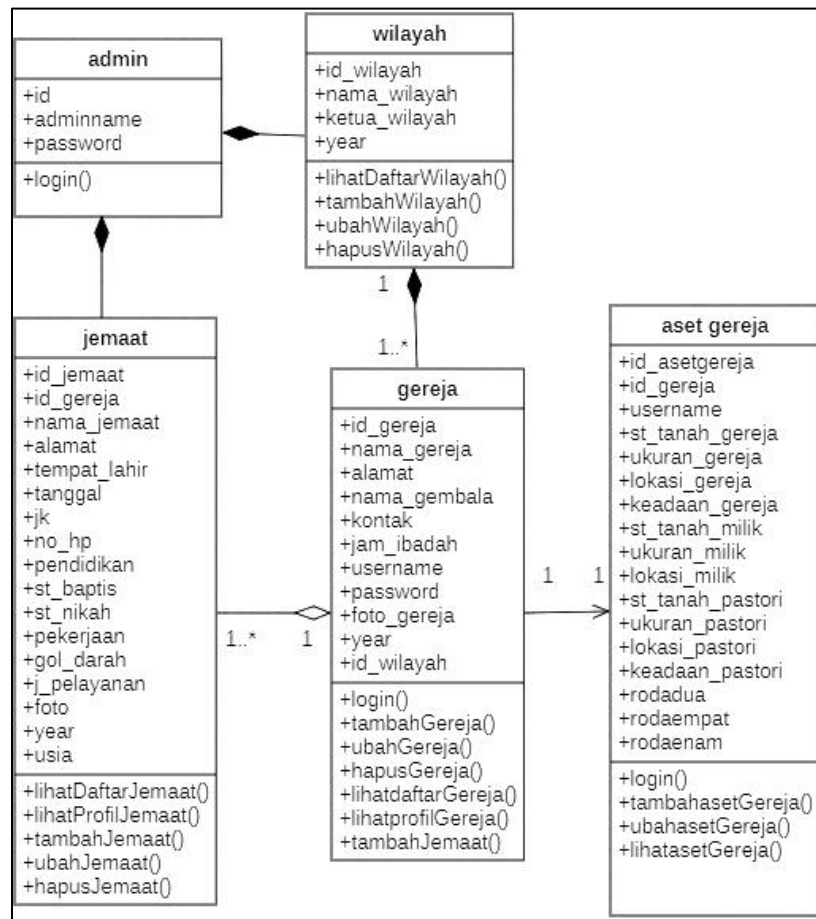 admin
+id
+adminname
+password
+login()
wilayah
+id_wilayah
+nama_wilayah
+ketua_wilayah
+year
+lihatDaftarWilayah()
+tambahWilayah()
+ubahWilayah()
+hapusWilayah()
1
1..*
jemaat
+id_jemaat
+id_gereja
+nama_jemaat
+alamat
+tempat_lahir
+tanggal
+jk
+no_hp
+pendidikan
+st_baptis
+st_nikah
+pekerjaan
+gol_darah
+j_pelayanan
+foto
+year
+usia
+lihatDaftarJemaat()
+lihatProfilJemaat()
+tambahJemaat()
+ubahJemaat()
+hapusJemaat()
1..*
1
gereja
+id_gereja
+nama_gereja
+alamat
+nama_gembala
+kontak
+jam_ibadah
+username
+password
+foto_gereja
+year
+id_wilayah
+login()
+tambahGereja()
+ubahGereja()
+hapusGereja()
+lihatdaftarGereja()
+lihatprofilGereja()
+tambahJemaat()
1
1
aset gereja
+id_asetgereja
+id_gereja
+username
+st_tanah_gereja
+ukuran_gereja
+lokasi_gereja
+keadaan_gereja
+st_tanah_milik
+ukuran_milik
+lokasi_milik
+st_tanah_pastori
+ukuran_pastori
+lokasi_pastori
+keadaan_pastori
+rodadua
+rodaempat
+rodaenam
+login()
+tambahasetGereja()
+ubahasetGereja()
+lihatasetGereja()